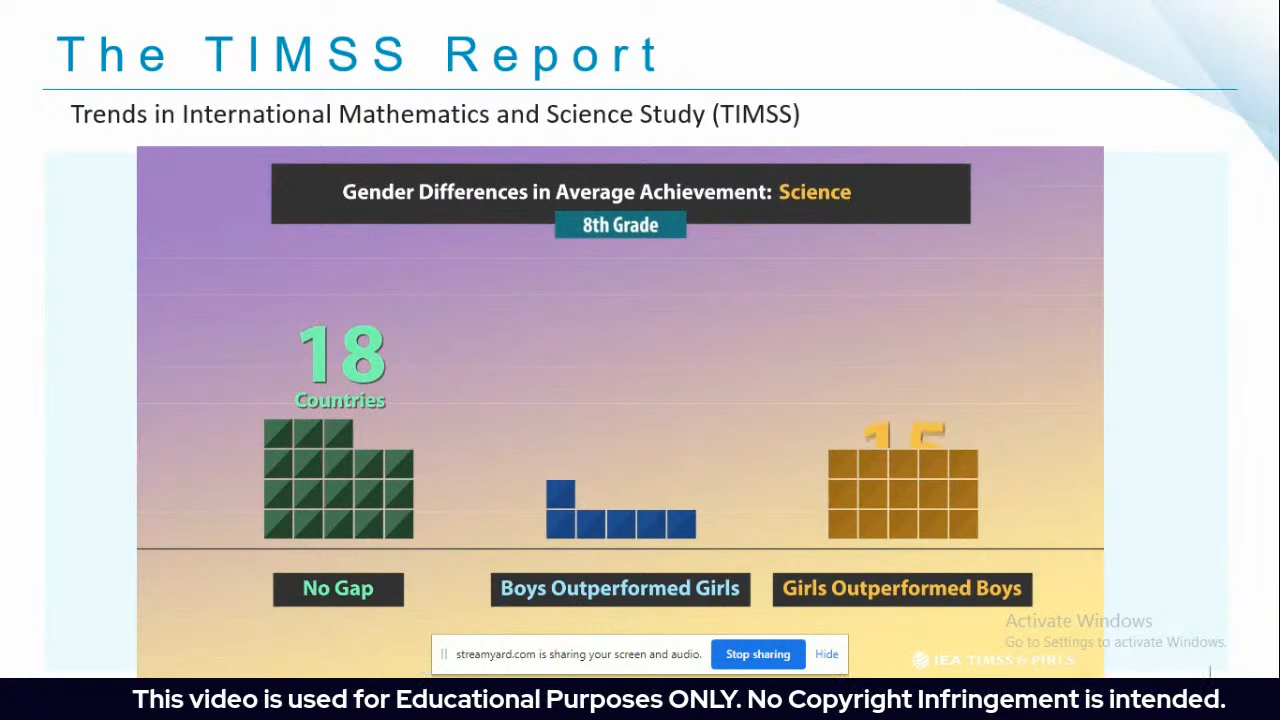 The TIMSS Report
Trends in International Mathematics and Science Study (TIMSS)
Gender Differences in Average Achievement: Science
8th Grade
18
Countries
15
No Gap
Boys Outperformed Girls
Girls Outperformed Boys
Activate Windows
Go to Settings to activate Windows.
streamyard.com is sharing your screen and audio.
Stop sharing
Hide
IEA TIMSS & PIRLS
This video is used for Educational Purposes ONLY. No Copyright Infringement is intended.